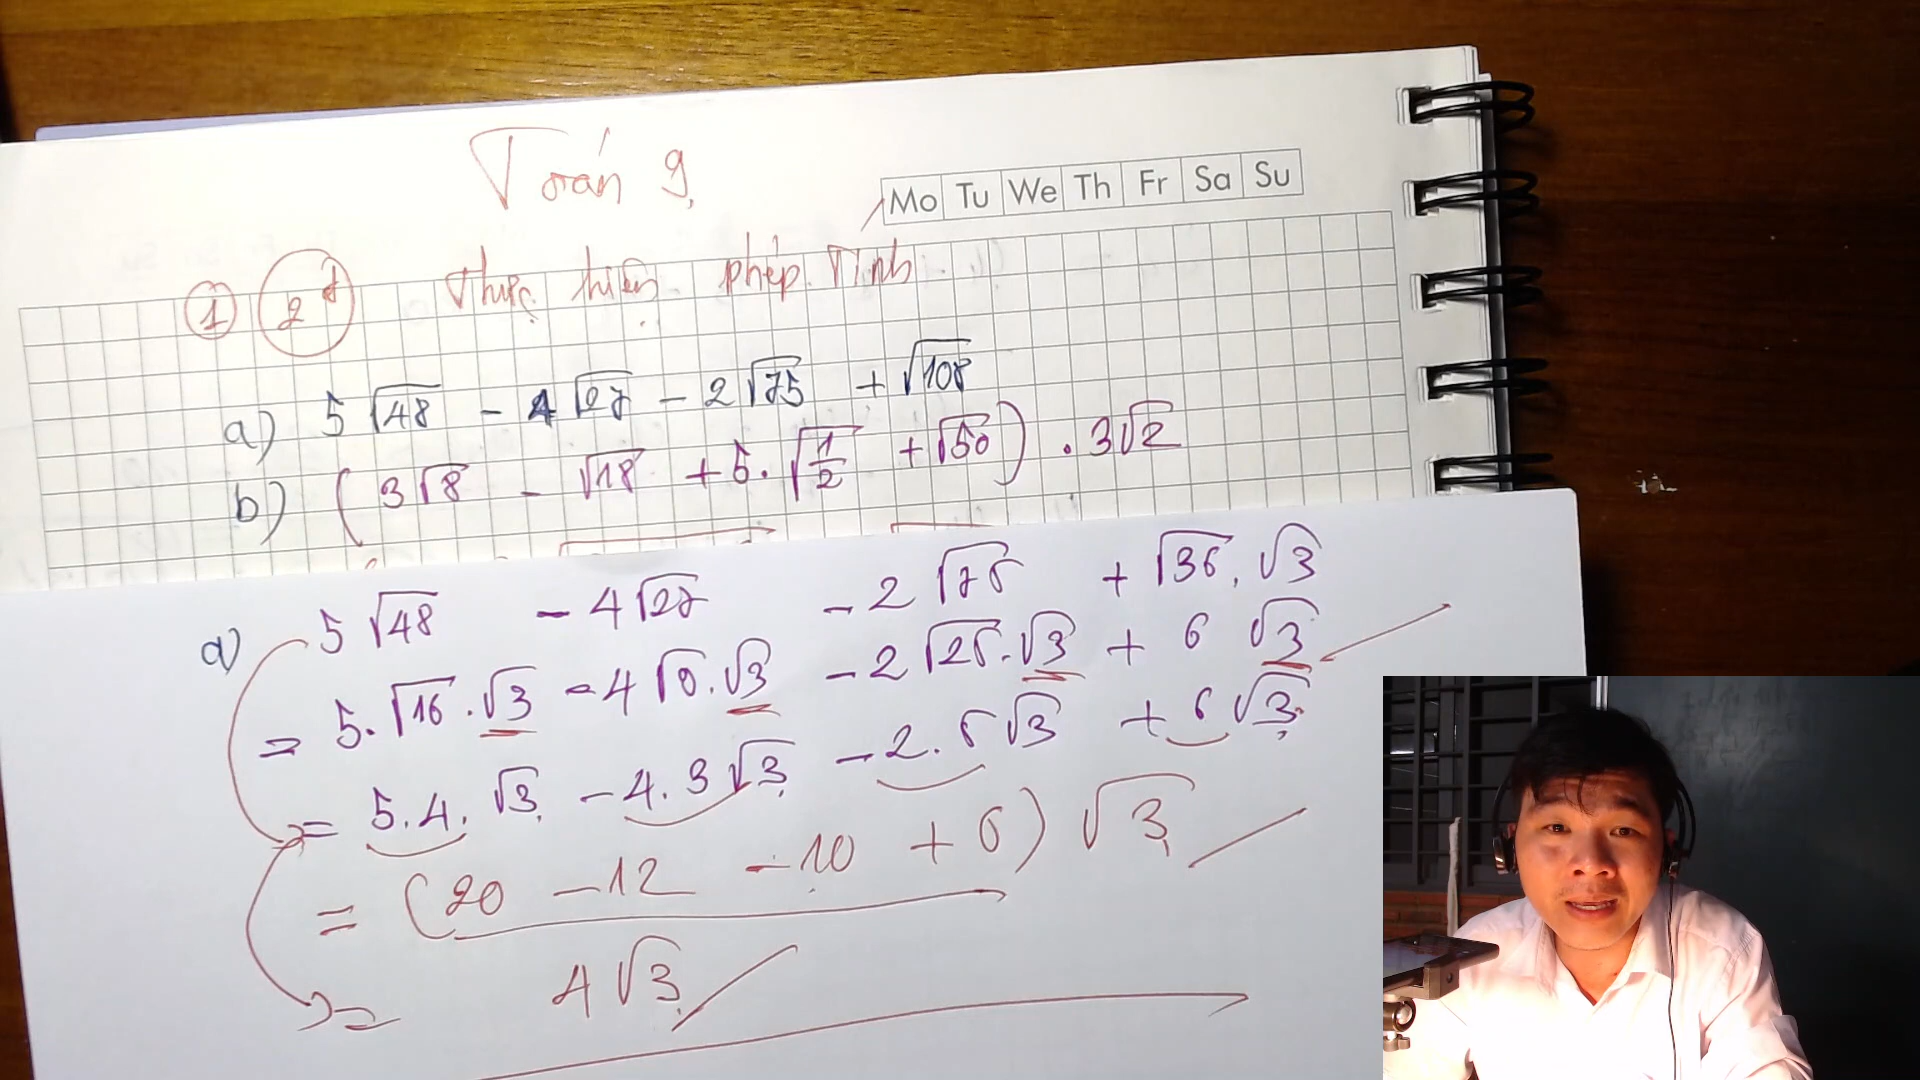 Toán 9
Mo Tu We Th Fr Sa Su
① 2đ Thực hiện phép tính
a) 5√48 - 4√27 - 2√75 + √108
b) (3√8 - √18 + 5.√(1/2) + √50) . 3√2
a) 5√48 - 4√27 - 2√75 + √36 . √3
= 5.√16.√3 - 4√9.√3 - 2√25.√3 + 6√3
= 5.4.√3 - 4.3√3 - 2.5√3 + 6√3
= (20 - 12 - 10 + 6)√3
= 4√3